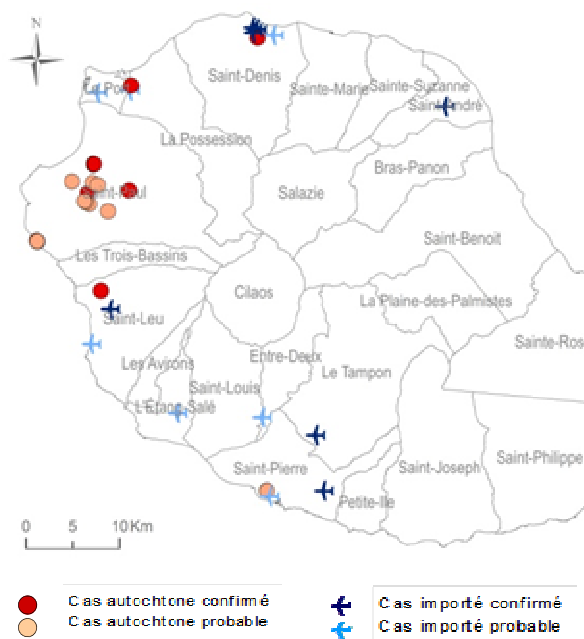 N
Saint-Denis
Sainte-Marie
Sainte-Suzanne
Saint-André
Le Port
La Possession
Bras-Panon
Salazie
Saint-Paul
Saint-Benoit
Les Trois-Bassins
Cilaos
La Plaine-des-Palmistes
Saint-Leu
Sainte-Ros
Entre-Deux
Les Avirons
Le Tampon
Saint-Louis
L'Étang-Salé
Saint-Philippe
Saint-Pierre
Saint-Joseph
Petite-Ile
0 5 10 Km
Cas autochtone confirmé
Cas importé confirmé
Cas autochtone probable
Cas importé probable